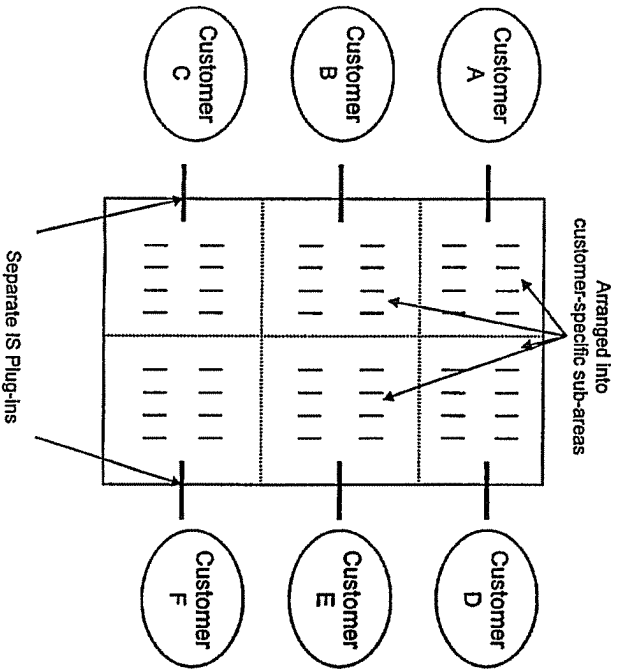 Arranged into
customer-specific sub-areas
Customer
A
Customer
D
Customer
B
Customer
E
Customer
C
Customer
F
Separate IS Plug-ins